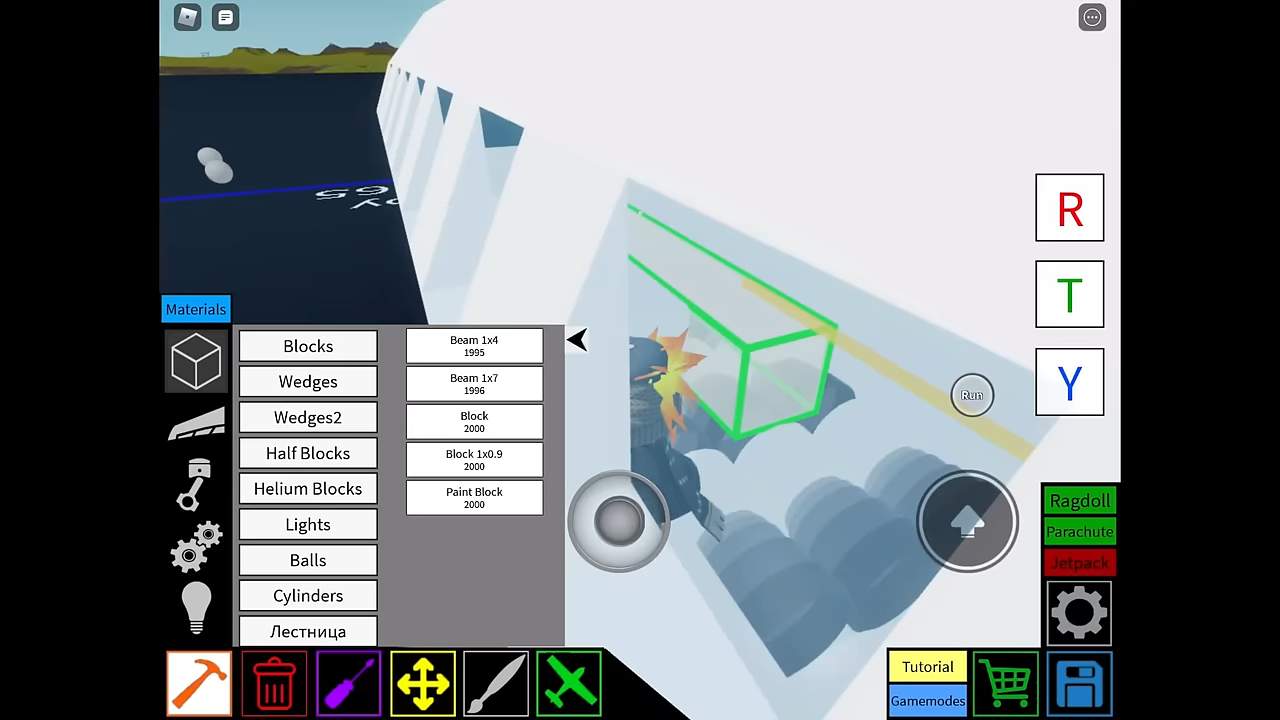 Materials
Blocks
Wedges
Wedges2
Half Blocks
Helium Blocks
Lights
Balls
Cylinders
Лестница
Beam 1x4
1995
Beam 1x7
1996
Block
2000
Block 1x0.9
2000
Paint Block
2000
R
T
Y
Run
Ragdoll
Parachute
Jetpack
Tutorial
Gamemodes